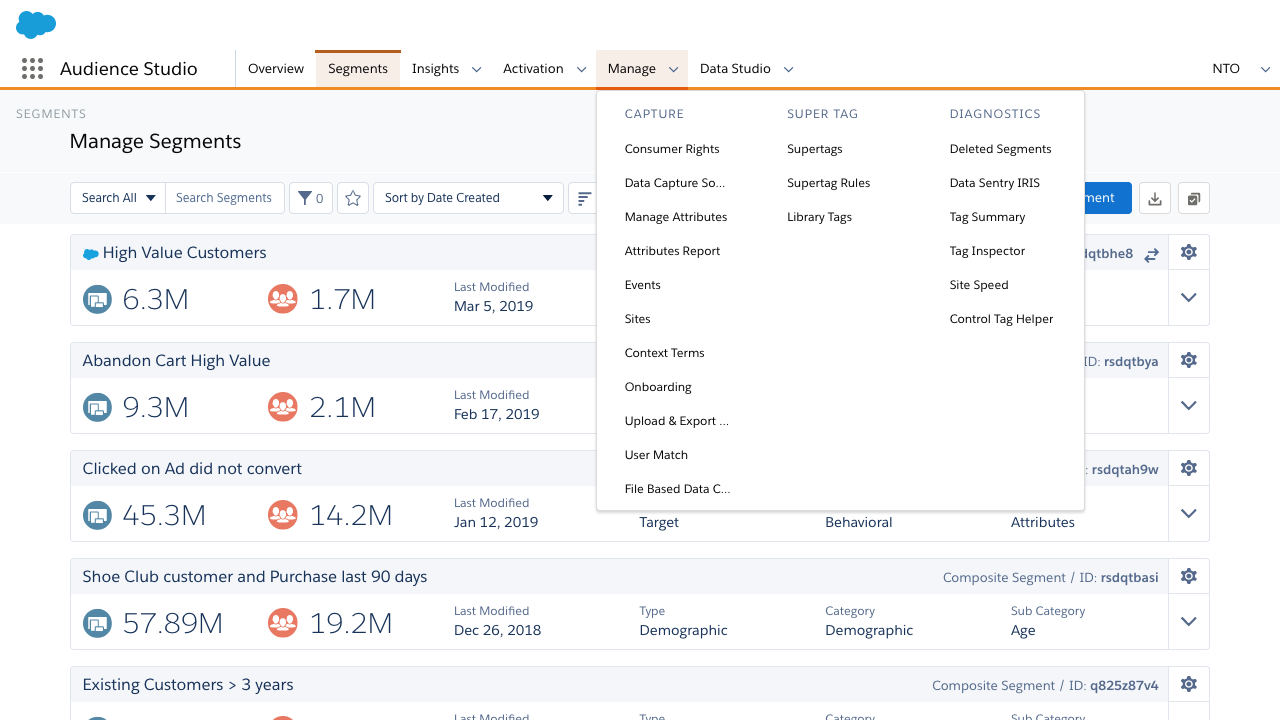 Audience Studio
Overview
Segments
Insights
Activation
Manage
Data Studio
NTO
SEGMENTS
Manage Segments
CAPTURE
Consumer Rights
Data Capture So...
Manage Attributes
Attributes Report
Events
Sites
Context Terms
Onboarding
Upload & Export ...
User Match
File Based Data C...
SUPER TAG
Supertags
Supertag Rules
Library Tags
DIAGNOSTICS
Deleted Segments
Data Sentry IRIS
Tag Summary
Tag Inspector
Site Speed
Control Tag Helper
Search All
Search Segments
0
Sort by Date Created
High Value Customers
6.3M
1.7M
Last Modified
Mar 5, 2019
Abandon Cart High Value
ID: rsdqtbya
9.3M
2.1M
Last Modified
Feb 17, 2019
Clicked on Ad did not convert
: rsdqtah9w
45.3M
14.2M
Last Modified
Jan 12, 2019
Target
Behavioral
Attributes
Shoe Club customer and Purchase last 90 days
Composite Segment / ID: rsdqtbasi
57.89M
19.2M
Last Modified
Dec 26, 2018
Type
Demographic
Category
Demographic
Sub Category
Age
Existing Customers > 3 years
Composite Segment / ID: q825z87v4
Last Modified
Type
Category
Sub Category